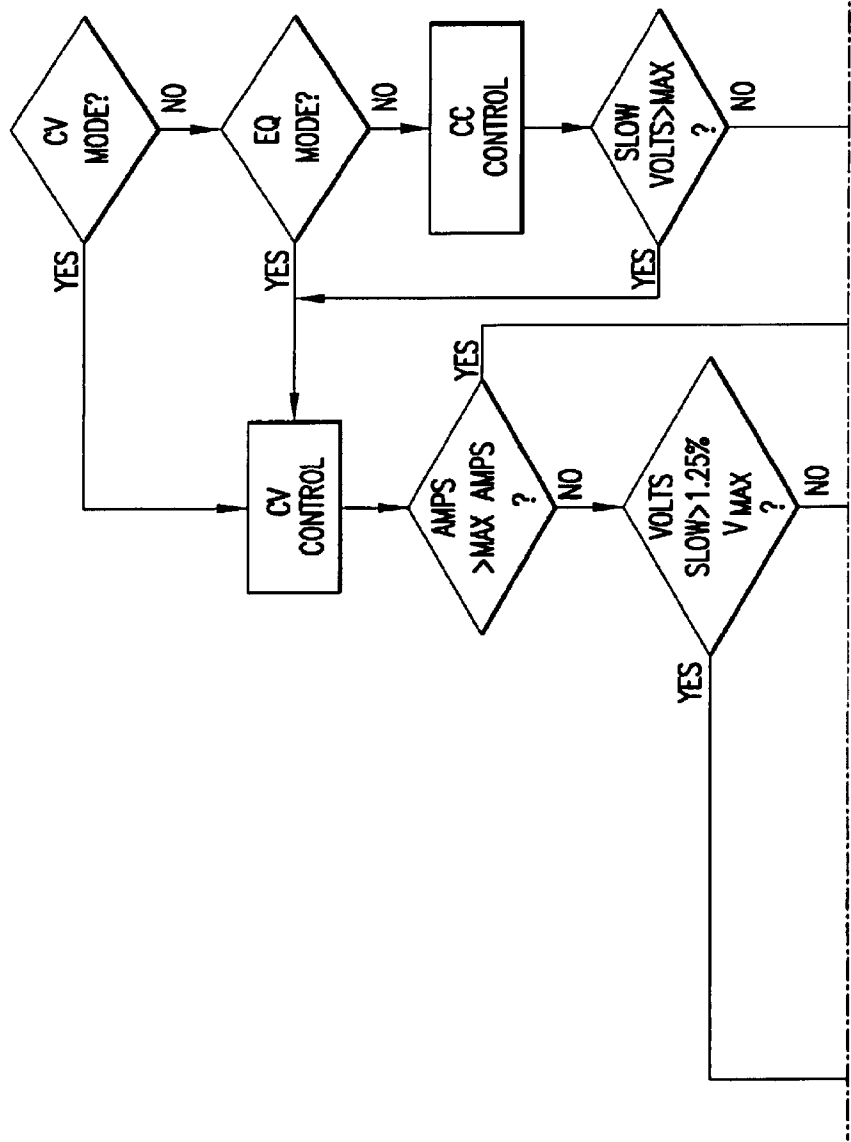 CV
MODE?
YES
NO
EQ
MODE?
YES
NO
CC
CONTROL
SLOW
VOLTS>MAX
?
YES
NO
CV
CONTROL
AMPS
>MAX AMPS
?
YES
NO
VOLTS
SLOW>1.25%
V MAX
?
YES
NO